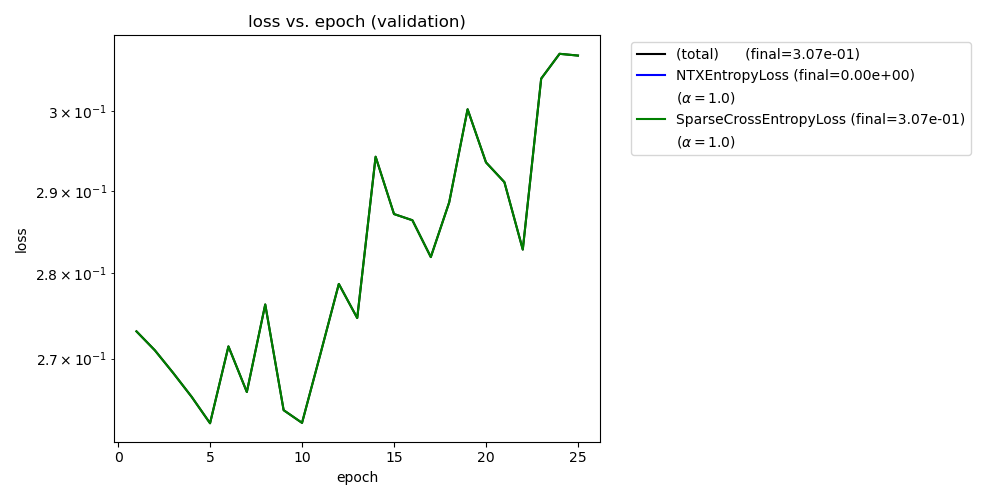 loss vs. epoch (validation)
(total) (final=3.07e-01)
NTXEntropyLoss (final=0.00e+00)
(α = 1.0)
SparseCrossEntropyLoss (final=3.07e-01)
(α = 1.0)
3 × 10⁻¹
2.9 × 10⁻¹
2.8 × 10⁻¹
2.7 × 10⁻¹
loss
0 5 10 15 20 25
epoch